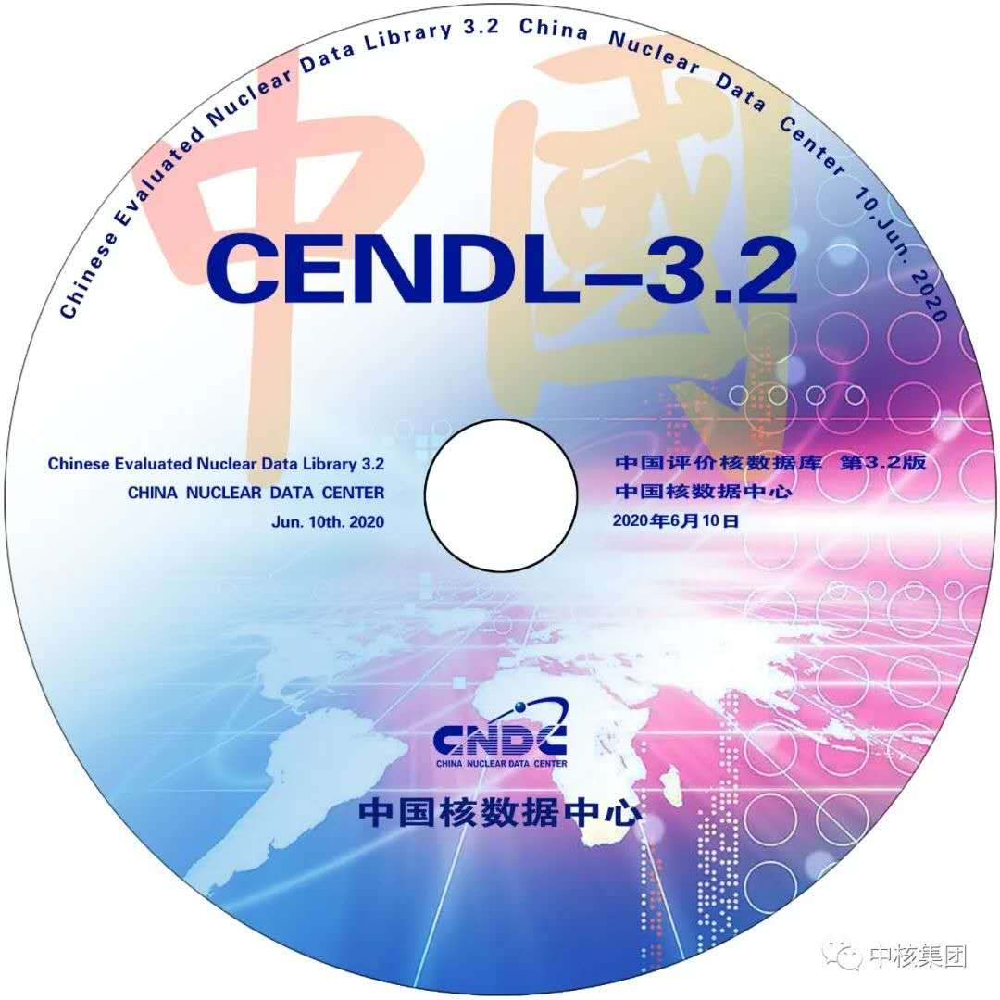 Chinese Evaluated Nuclear Data Library 3.2 China Nuclear Data Center 10,Jun. 2020
中國
CENDL-3.2
Chinese Evaluated Nuclear Data Library 3.2
CHINA NUCLEAR DATA CENTER
Jun. 10th. 2020
中国评价核数据库 第3.2版
中国核数据中心
2020年6月10日
CNDC
CHINA NUCLEAR DATA CENTER
中国核数据中心
中核集团